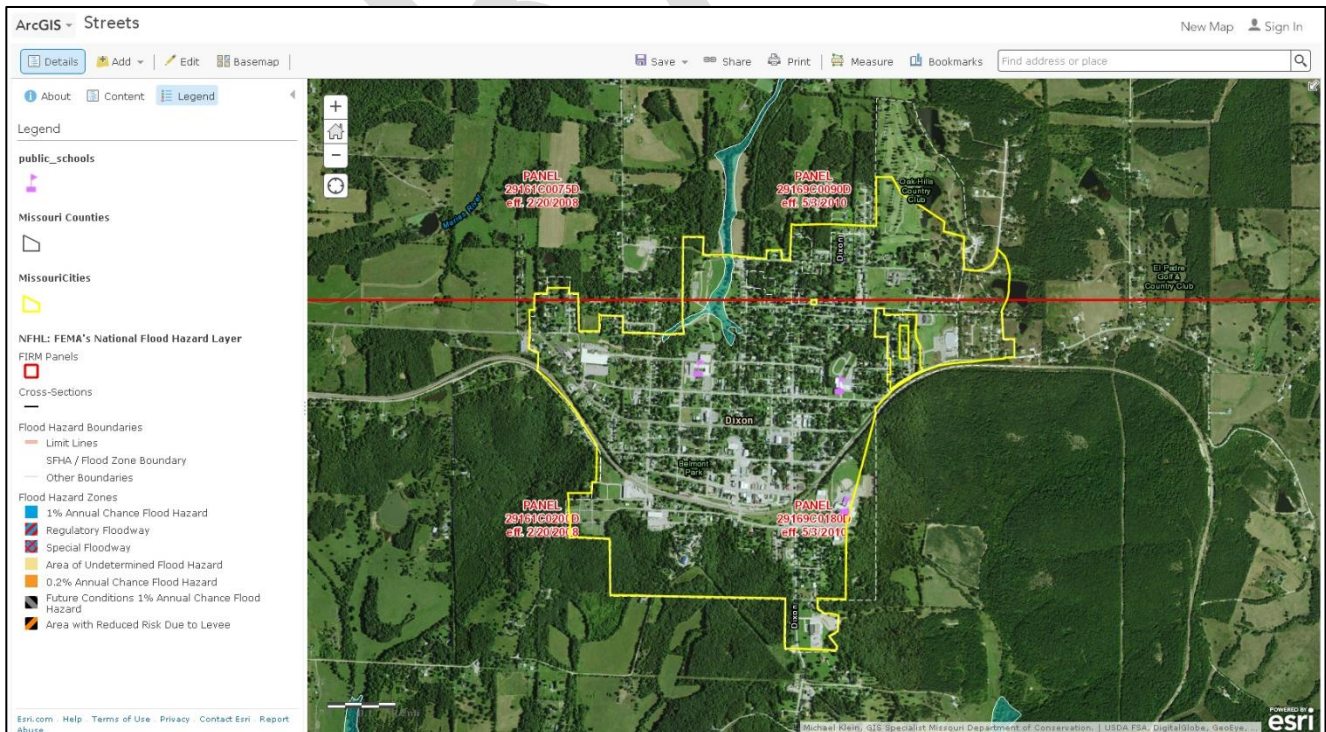 ArcGIS
Streets
New Map
Sign In
Details
Add
Edit
Basemap
Save
Share
Print
Measure
Bookmarks
Find address or place
About
Content
Legend
Legend
public_schools
Missouri Counties
MissouriCities
NFHL: FEMA's National Flood Hazard Layer
FIRM Panels
Cross-Sections
Flood Hazard Boundaries
Limit Lines
SFHA / Flood Zone Boundary
Other Boundaries
Flood Hazard Zones
1% Annual Chance Flood Hazard
Regulatory Floodway
Special Floodway
Area of Undetermined Flood Hazard
0.2% Annual Chance Flood Hazard
Future Conditions 1% Annual Chance Flood
Hazard
Area with Reduced Risk Due to Levee
Esri.com
Help
Terms of Use
Privacy
Contact Esri
Report
Abuse
PANEL
29161C0075D
eff. 2/20/2008
PANEL
29169C0090D
eff. 5/3/2010
Oak Hills
Country
Club
Maries River
Dixon
El Padre
Golf &
Country Club
Dixon
Belmont
Park
PANEL
29161C0200D
eff. 2/20/2008
PANEL
29169C0180D
eff. 5/3/2010
Dixon
Michael Klein, GIS Specialist Missouri Department of Conservation. | USDA FSA, DigitalGlobe, GeoEye, ...
POWERED BY
esri